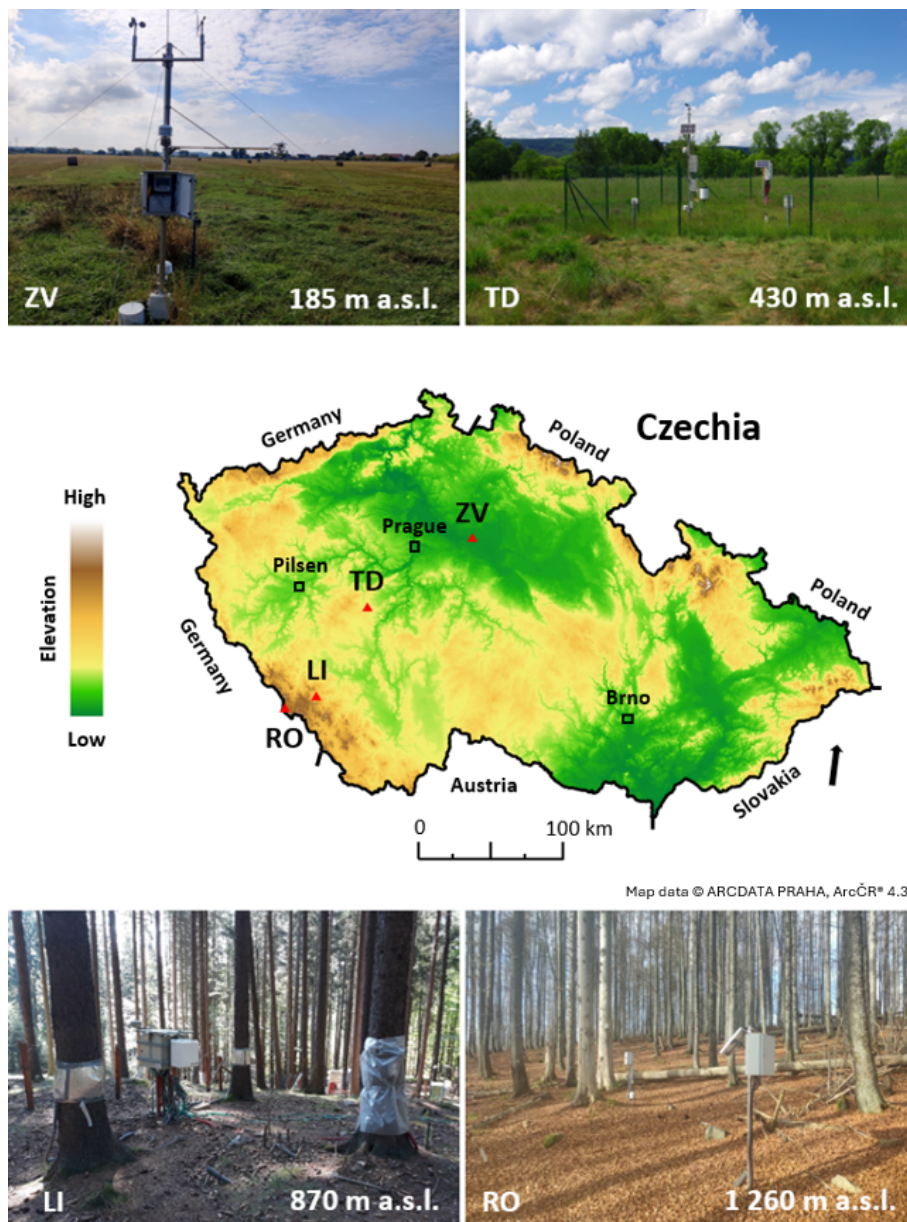 ZV 185 m a.s.l.
TD 430 m a.s.l.
Czechia
Germany
Poland
High
Elevation
Low
ZV
Prague
Pilsen
TD
Poland
Germany
LI
RO
Brno
Austria
Slovakia
0 100 km
Map data © ARCDATA PRAHA, ArcČR® 4.3
LI 870 m a.s.l.
RO 1 260 m a.s.l.